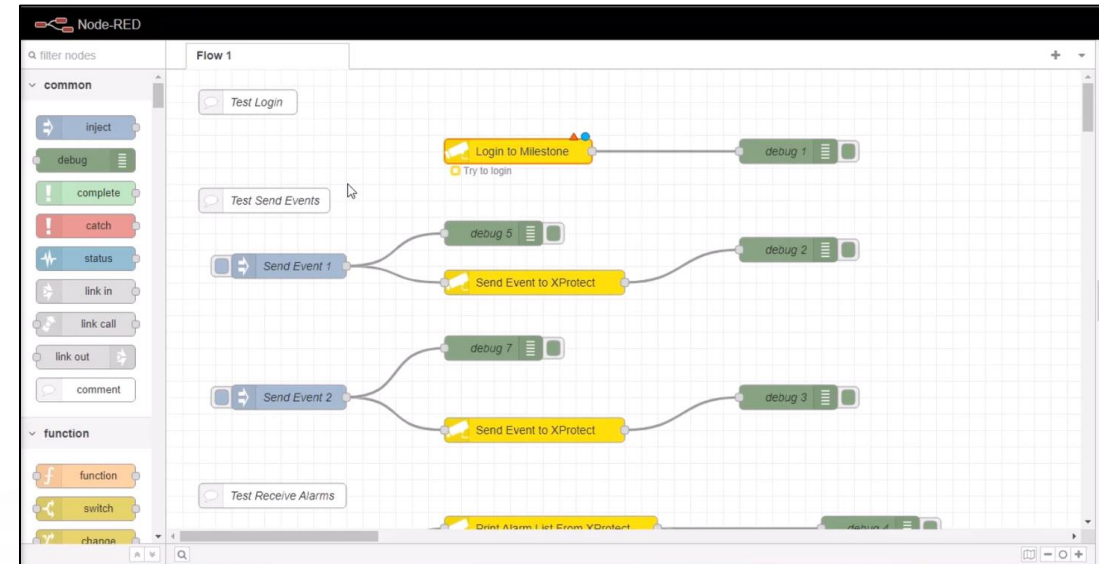 Node-RED
filter nodes
Flow 1
common
inject
debug
complete
catch
status
link in
link call
link out
comment
function
function
switch
change
Test Login
Login to Milestone
debug 1
Try to login
Test Send Events
debug 5
Send Event 1
debug 2
Send Event to XProtect
debug 7
Send Event 2
debug 3
Send Event to XProtect
Test Receive Alarms
Print Alarm List From XProtect
debug 4